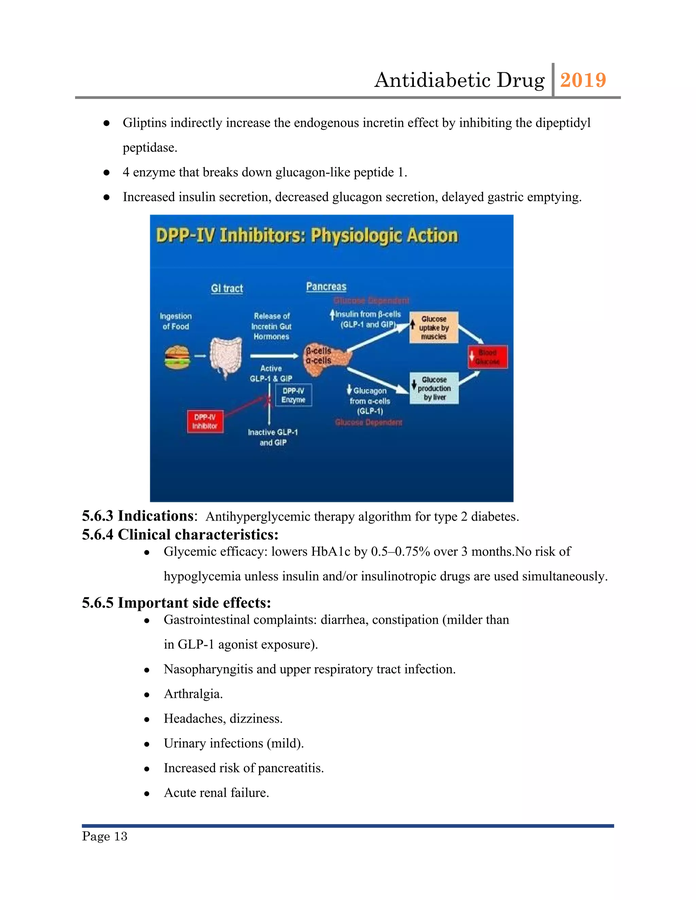 Antidiabetic Drug 2019
● Gliptins indirectly increase the endogenous incretin effect by inhibiting the dipeptidyl
peptidase.
● 4 enzyme that breaks down glucagon-like peptide 1.
● Increased insulin secretion, decreased glucagon secretion, delayed gastric emptying.
DPP-IV Inhibitors: Physiologic Action
GI tract
Pancreas
Glucose Dependent
Ingestion
of Food
Release of
Incretin Gut
Hormones
Insulin from β-cells
(GLP-1 and GIP)
Glucose
uptake by
muscles
β-cells
α-cells
Blood
Glucose
Active
GLP-1 & GIP
DPP-IV
Enzyme
Glucagon
from α-cells
(GLP-1)
Glucose Dependent
Glucose
production
by liver
DPP-IV
Inhibitor
Inactive GLP-1
and GIP
5.6.3 Indications: Antihyperglycemic therapy algorithm for type 2 diabetes.
5.6.4 Clinical characteristics:
● Glycemic efficacy: lowers HbA1c by 0.5–0.75% over 3 months.No risk of
hypoglycemia unless insulin and/or insulinotropic drugs are used simultaneously.
5.6.5 Important side effects:
● Gastrointestinal complaints: diarrhea, constipation (milder than
in GLP-1 agonist exposure).
● Nasopharyngitis and upper respiratory tract infection.
● Arthralgia.
● Headaches, dizziness.
● Urinary infections (mild).
● Increased risk of pancreatitis.
● Acute renal failure.
Page 13